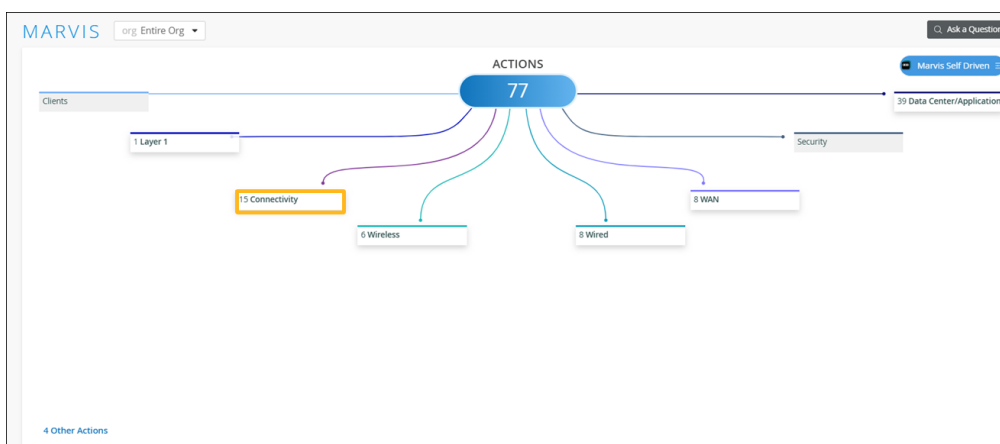 MARVIS
org Entire Org
Ask a Question
ACTIONS
77
Marvis Self Driven
Clients
39 Data Center/Application
1 Layer 1
Security
15 Connectivity
8 WAN
6 Wireless
8 Wired
4 Other Actions